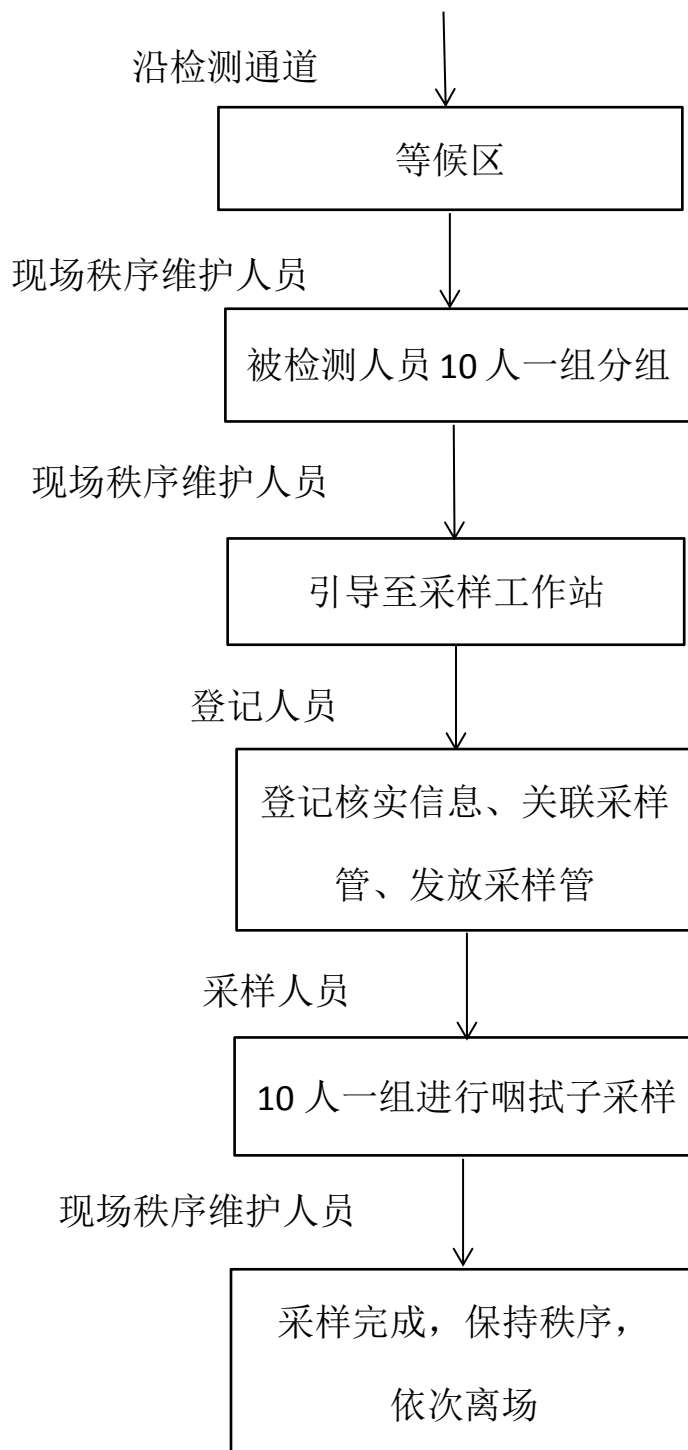 沿检测通道
等候区
现场秩序维护人员
被检测人员 10 人一组分组
现场秩序维护人员
引导至采样工作站
登记人员
登记核实信息、关联采样
管、发放采样管
采样人员
10 人一组进行咽拭子采样
现场秩序维护人员
采样完成，保持秩序，
依次离场